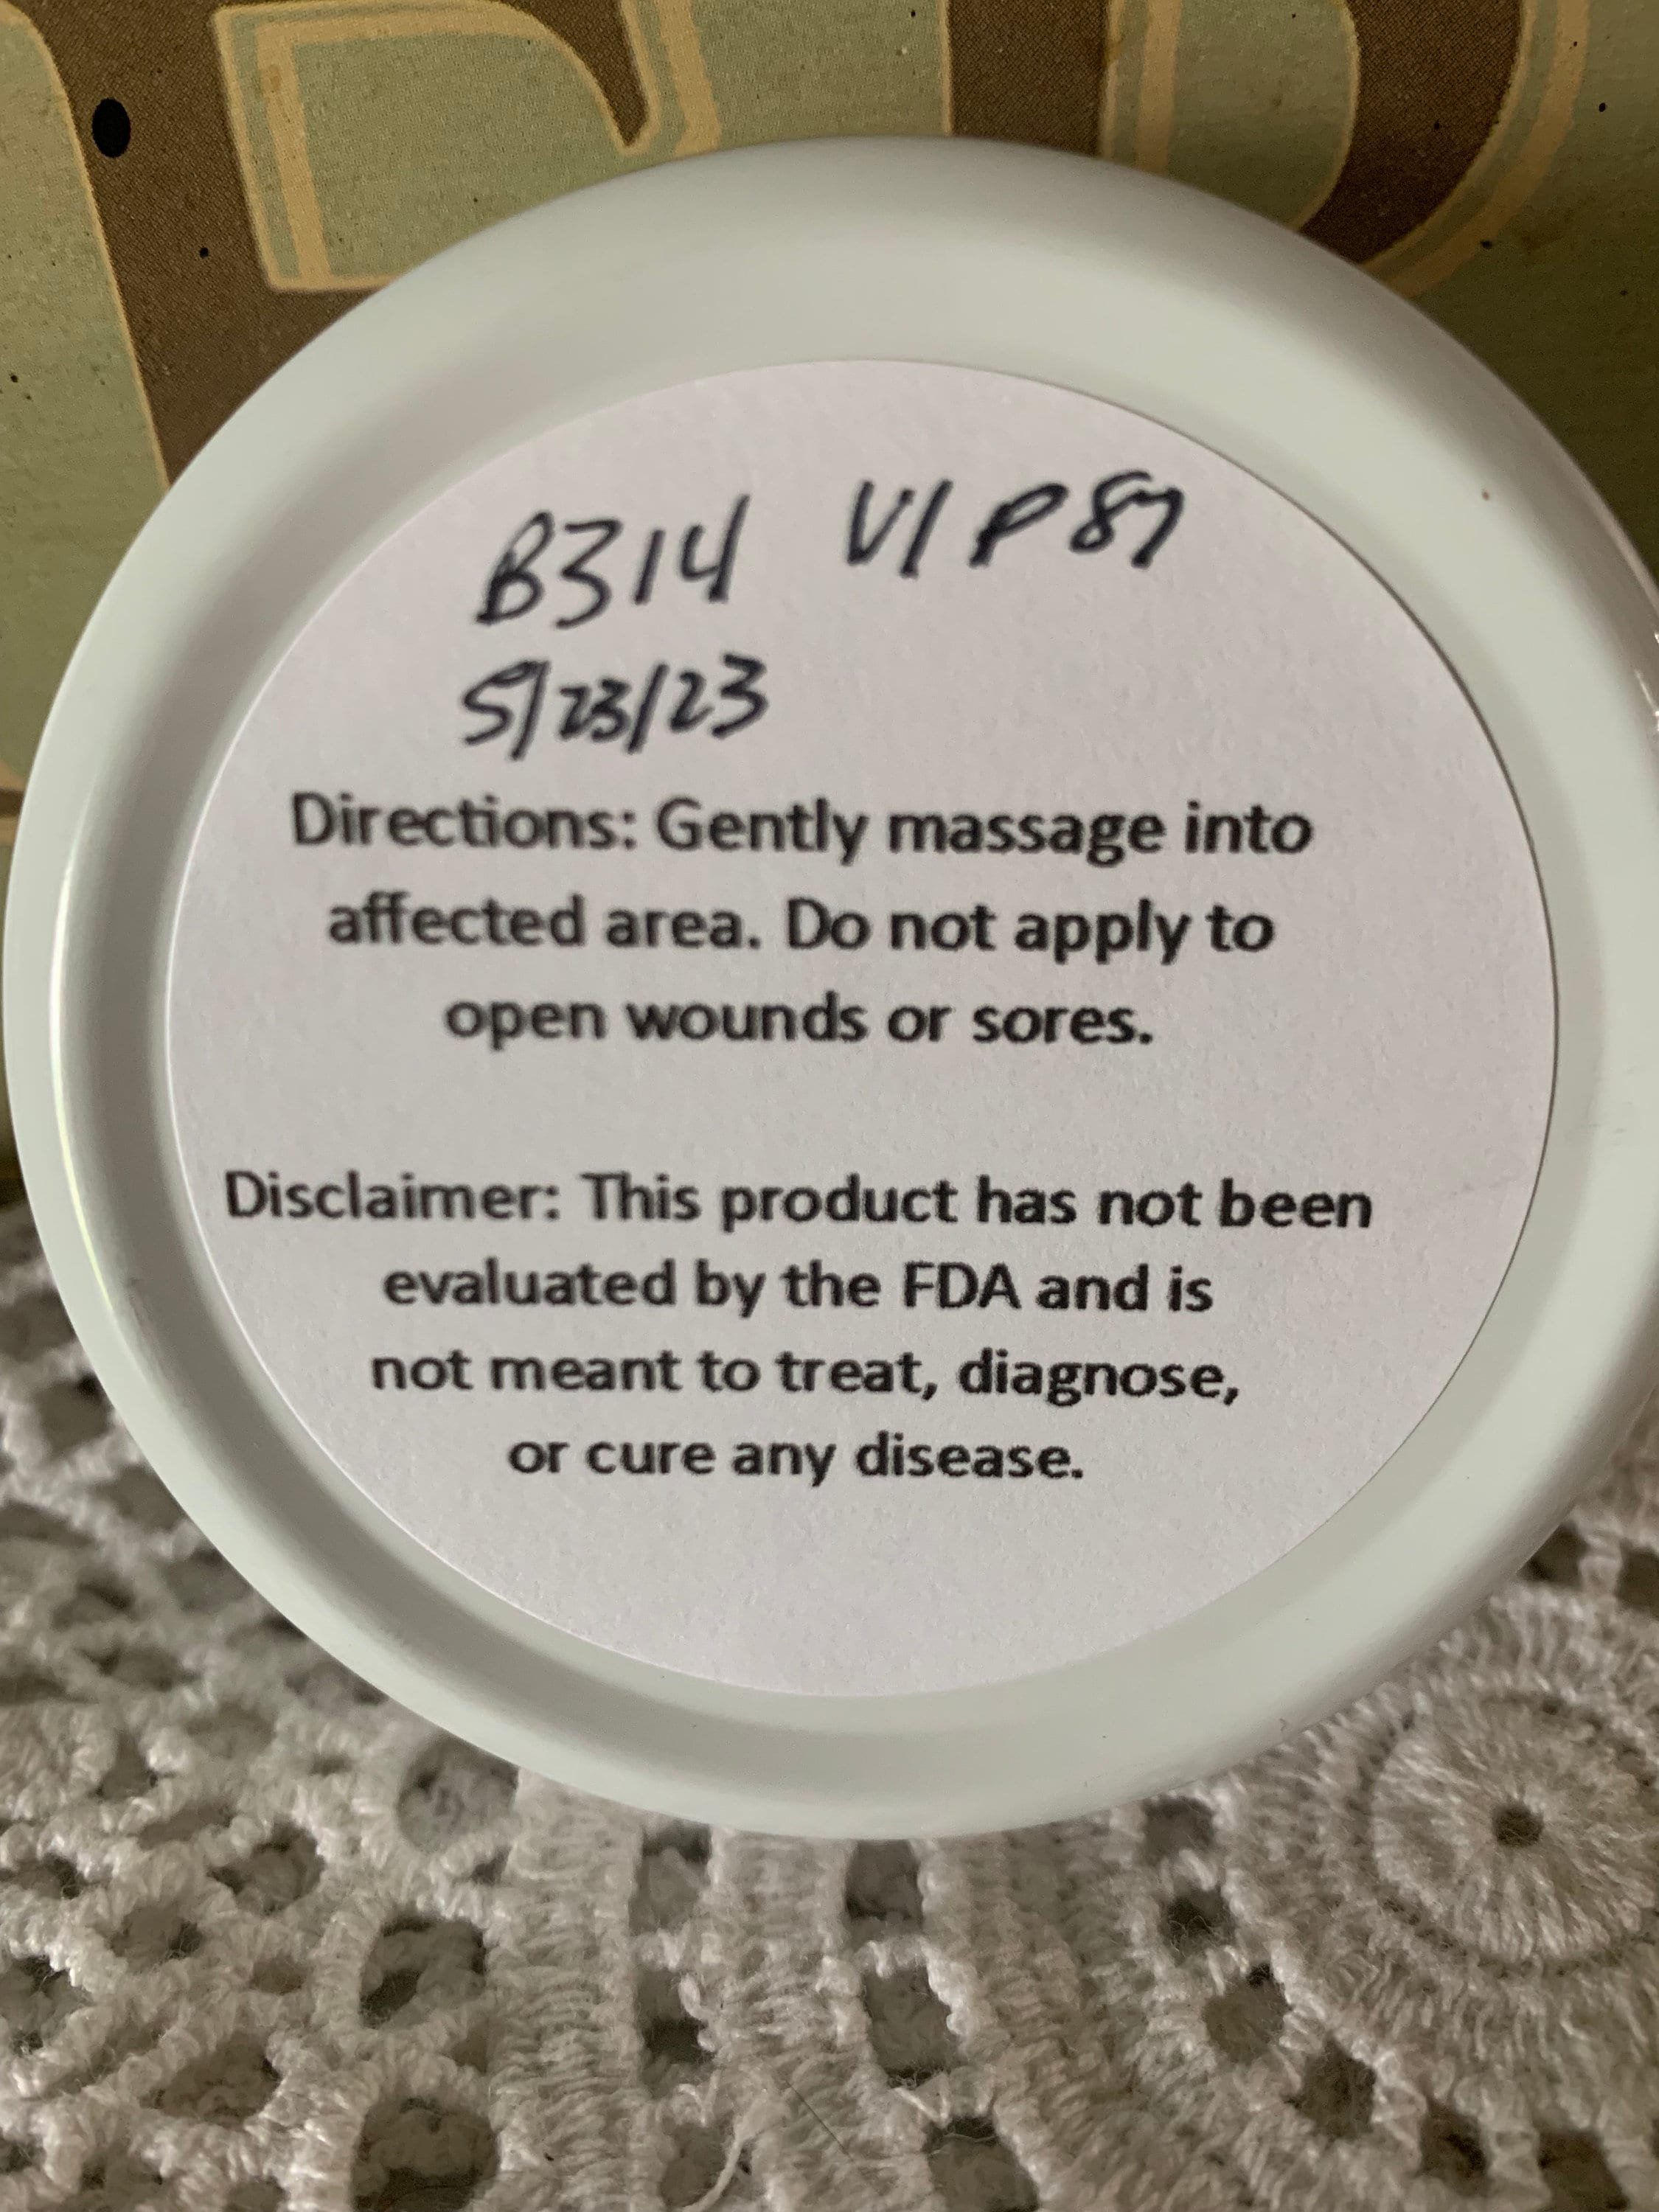 B314 V1 P87
5/23/23
Directions: Gently massage into
affected area. Do not apply to
open wounds or sores.
Disclaimer: This product has not been
evaluated by the FDA and is
not meant to treat, diagnose,
or cure any disease.